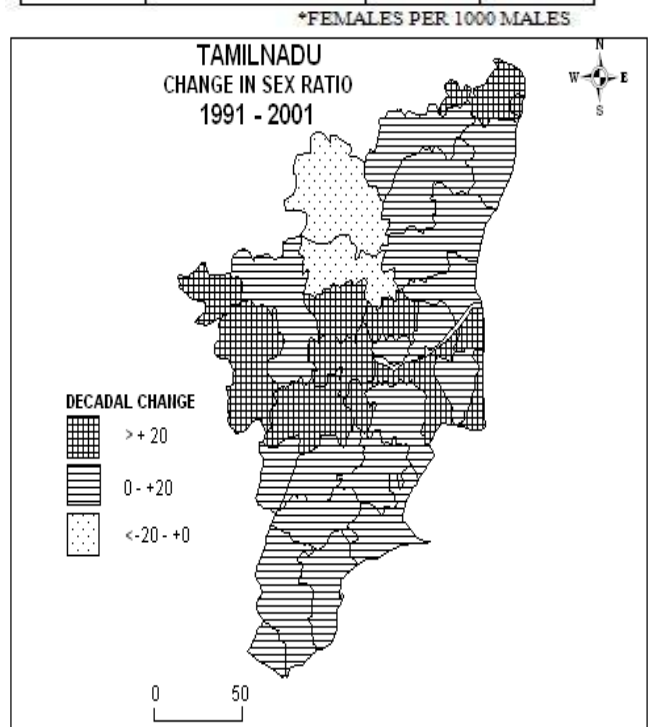 *FEMALES PER 1000 MALES
TAMILNADU
CHANGE IN SEX RATIO
1991 - 2001
N
W E
S
DECADAL CHANGE
>+ 20
0 - +20
<-20 - +0
0 50